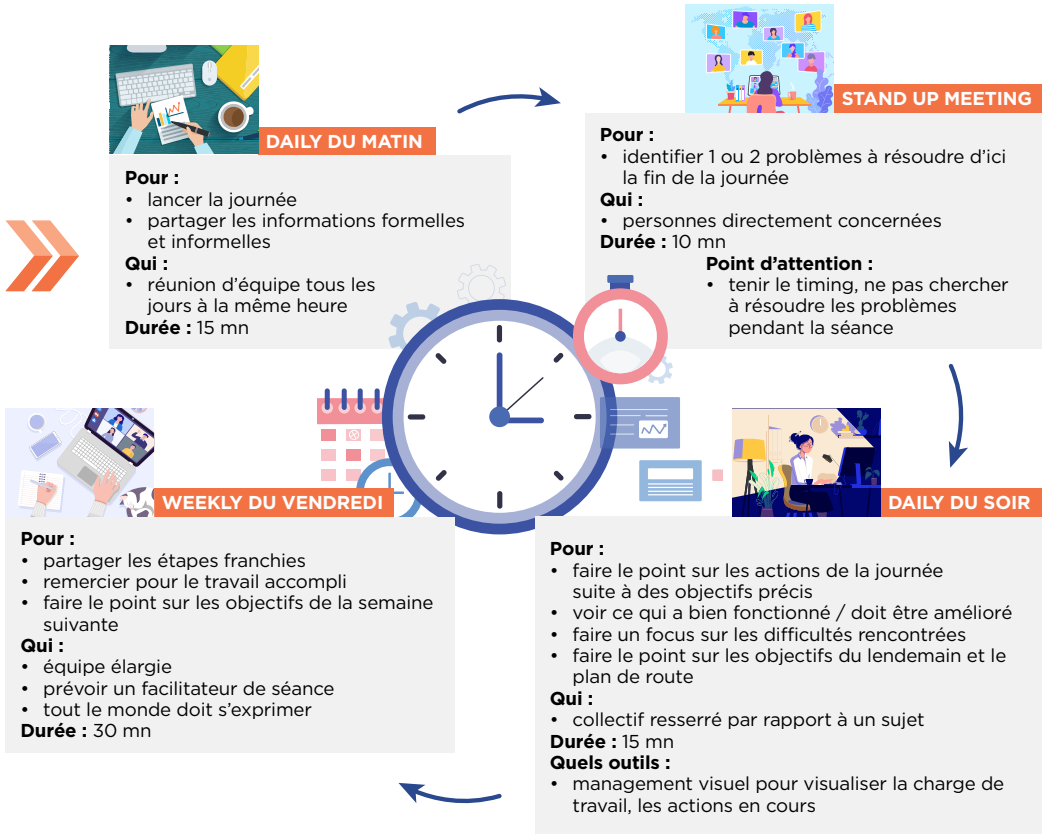 DAILY DU MATIN
Pour :
• lancer la journée
• partager les informations formelles
et informelles
Qui :
• réunion d'équipe tous les
jours à la même heure
Durée : 15 mn
STAND UP MEETING
Pour :
• identifier 1 ou 2 problèmes à résoudre d'ici
la fin de la journée
Qui :
• personnes directement concernées
Durée : 10 mn
Point d'attention :
• tenir le timing, ne pas chercher
à résoudre les problèmes
pendant la séance
DAILY DU SOIR
Pour :
• faire le point sur les actions de la journée
suite à des objectifs précis
• voir ce qui a bien fonctionné / doit être amélioré
• faire un focus sur les difficultés rencontrées
• faire le point sur les objectifs du lendemain et le
plan de route
Qui :
• collectif resserré par rapport à un sujet
Durée : 15 mn
Quels outils :
• management visuel pour visualiser la charge de
travail, les actions en cours
WEEKLY DU VENDREDI
Pour :
• partager les étapes franchies
• remercier pour le travail accompli
• faire le point sur les objectifs de la semaine
suivante
Qui :
• équipe élargie
• prévoir un facilitateur de séance
• tout le monde doit s'exprimer
Durée : 30 mn